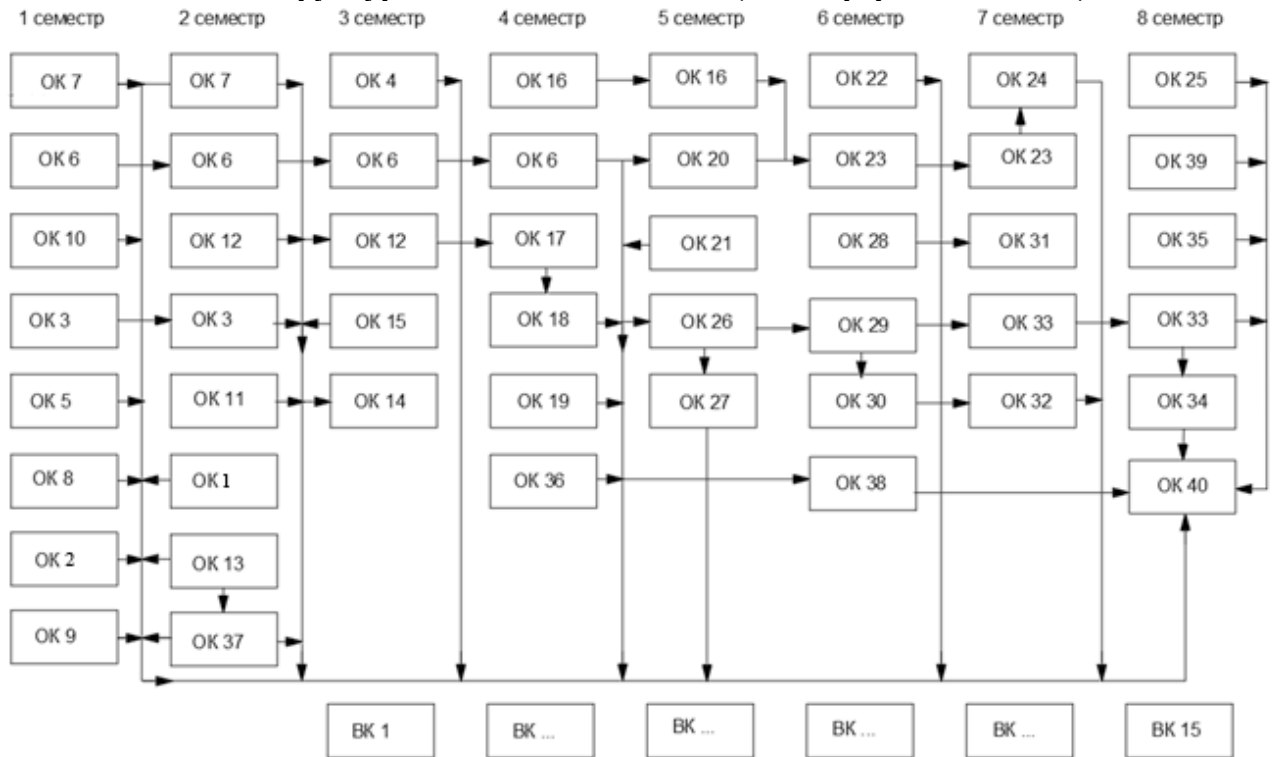 1 семестр 2 семестр 3 семестр 4 семестр 5 семестр 6 семестр 7 семестр 8 семестр
ОК 7 ОК 7 ОК 4 ОК 16 ОК 16 ОК 22 ОК 24 ОК 25
ОК 6 ОК 6 ОК 6 ОК 6 ОК 20 ОК 23 ОК 23 ОК 39
ОК 10 ОК 12 ОК 12 ОК 17 ОК 21 ОК 28 ОК 31 ОК 35
ОК 3 ОК 3 ОК 15 ОК 18 ОК 26 ОК 29 ОК 33 ОК 33
ОК 5 ОК 11 ОК 14 ОК 19 ОК 27 ОК 30 ОК 32 ОК 34
ОК 8 ОК 1 ОК 36 ОК 38 ОК 40
ОК 2 ОК 13
ОК 9 ОК 37
ВК 1 ВК ... ВК ... ВК ... ВК ... ВК 15